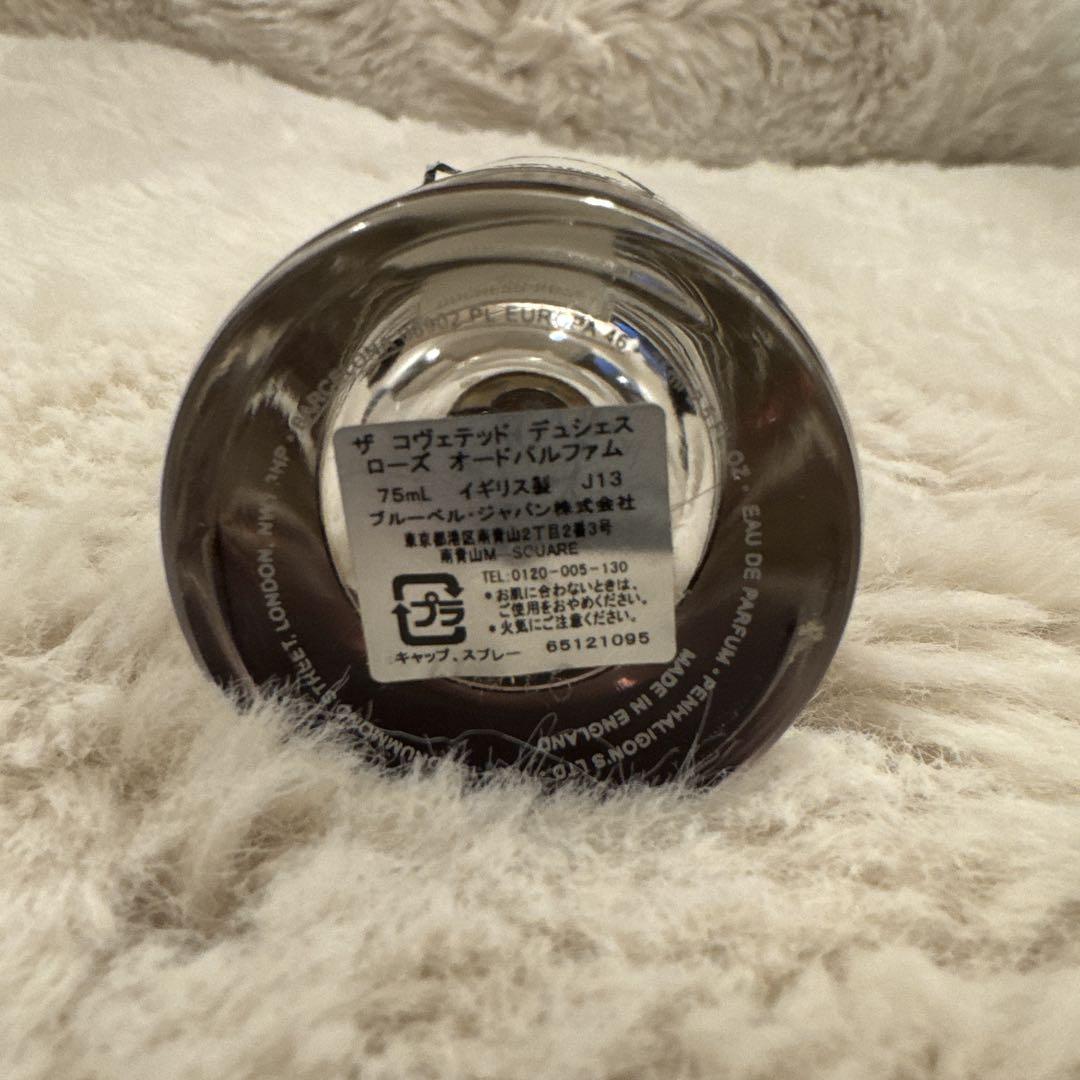 ザ コヴェテッド デュシェス
ローズ オードパルファム
75mL イギリス製 J13
ブルーベル・ジャパン株式会社
東京都港区南青山2丁目2番3号
南青山M SQUARE
TEL:0120-005-130
*お肌に合わないときは、
ご使用をおやめください。
*火気にご注意ください。
プラ
キャップ、スプレー 65121095
PL EUROPA 46
OZ. EAU DE PARFUM • PENHALIGON'S LTD
STREET, LONDON
MADE IN ENGLAND